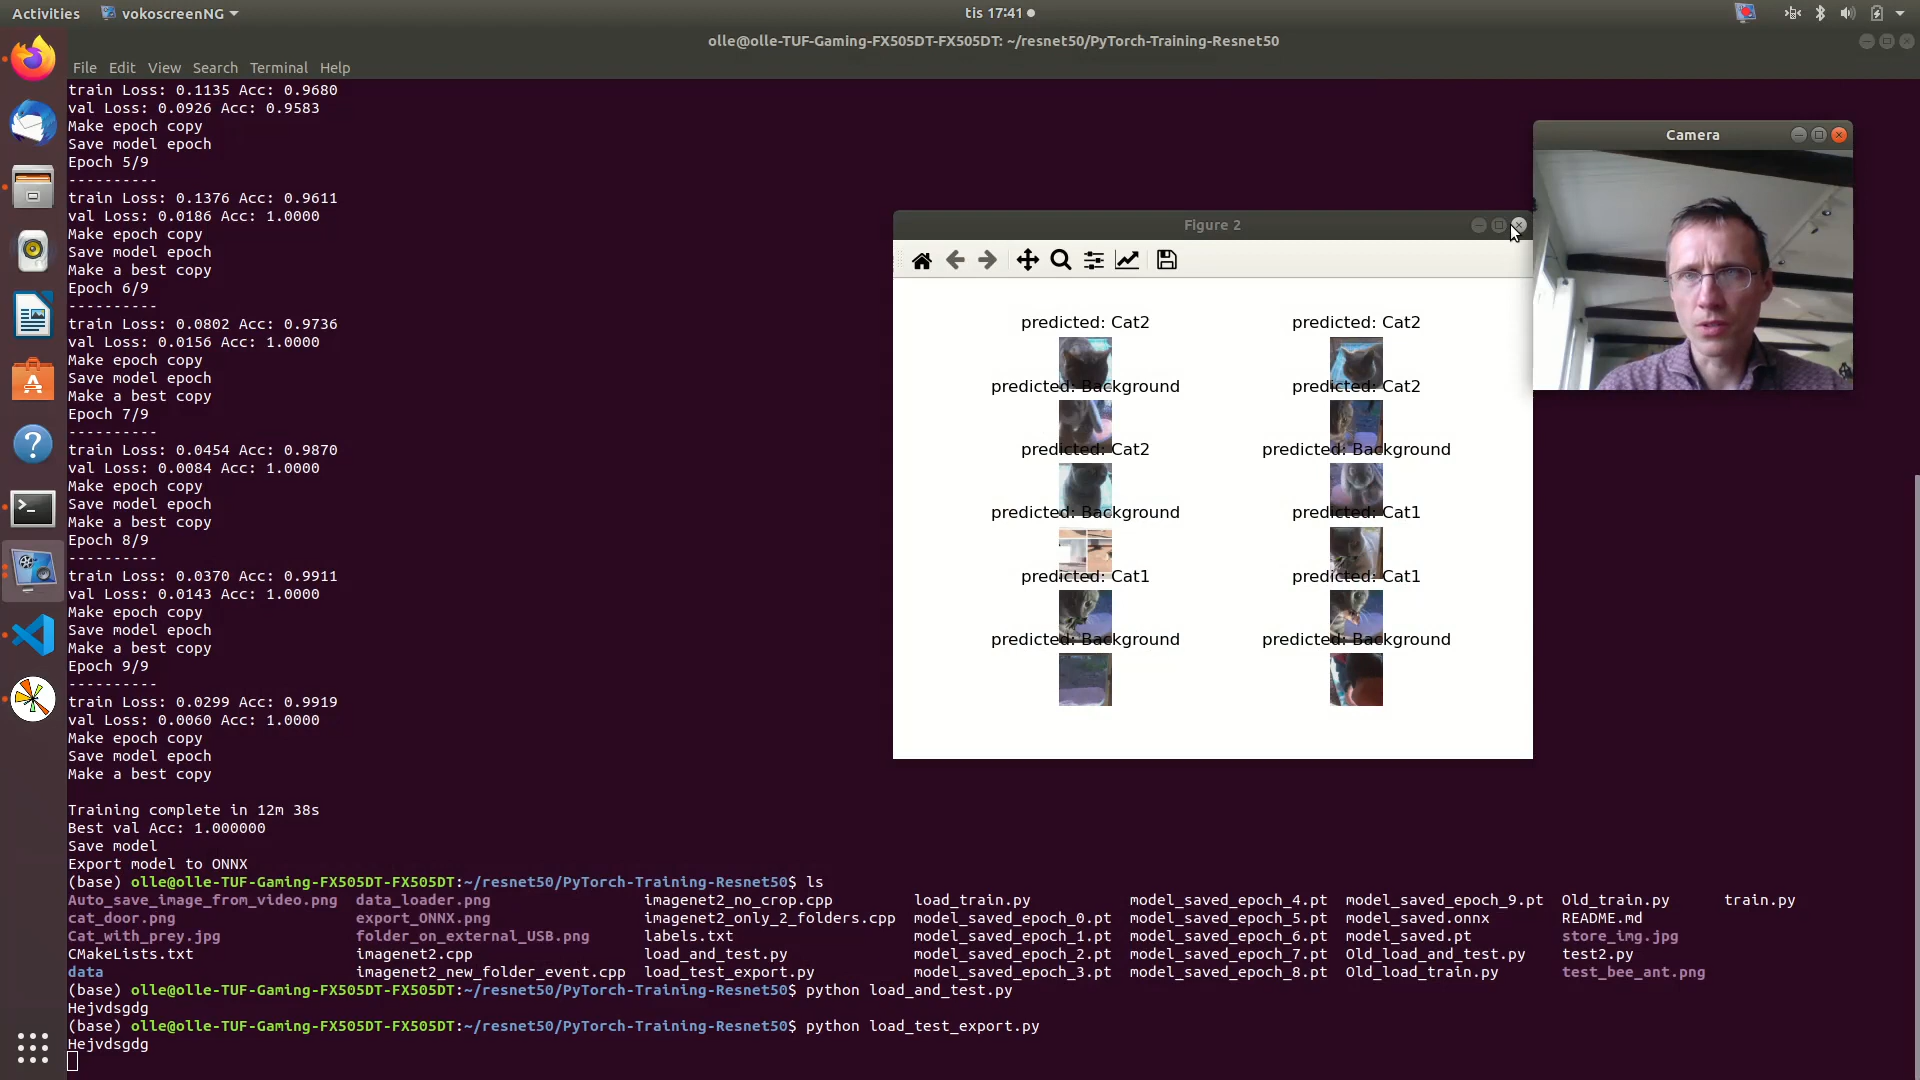 Activities
vokoscreenNG
tis 17:41
olle@olle-TUF-Gaming-FX505DT-FX505DT: ~/resnet50/PyTorch-Training-Resnet50
File Edit View Search Terminal Help
train Loss: 0.1135 Acc: 0.9680
val Loss: 0.0926 Acc: 0.9583
Make epoch copy
Save model epoch
Epoch 5/9
----------
train Loss: 0.1376 Acc: 0.9611
val Loss: 0.0186 Acc: 1.0000
Make epoch copy
Save model epoch
Make a best copy
Epoch 6/9
----------
train Loss: 0.0802 Acc: 0.9736
val Loss: 0.0156 Acc: 1.0000
Make epoch copy
Save model epoch
Make a best copy
Epoch 7/9
----------
train Loss: 0.0454 Acc: 0.9870
val Loss: 0.0084 Acc: 1.0000
Make epoch copy
Save model epoch
Make a best copy
Epoch 8/9
----------
train Loss: 0.0370 Acc: 0.9911
val Loss: 0.0143 Acc: 1.0000
Make epoch copy
Save model epoch
Make a best copy
Epoch 9/9
----------
train Loss: 0.0299 Acc: 0.9919
val Loss: 0.0060 Acc: 1.0000
Make epoch copy
Save model epoch
Make a best copy
Training complete in 12m 38s
Best val Acc: 1.000000
Save model
Export model to ONNX
(base) olle@olle-TUF-Gaming-FX505DT-FX505DT:~/resnet50/PyTorch-Training-Resnet50$ ls
Auto_save_image_from_video.png data_loader.png imagenet2_no_crop.cpp load_train.py model_saved_epoch_4.pt model_saved_epoch_9.pt Old_train.py train.py
cat_door.png export_ONNX.png imagenet2_only_2_folders.cpp model_saved_epoch_0.pt model_saved_epoch_5.pt model_saved.onnx README.md
Cat_with_prey.jpg folder_on_external_USB.png labels.txt model_saved_epoch_1.pt model_saved_epoch_6.pt model_saved.pt store_img.jpg
CMakeLists.txt imagenet2.cpp load_and_test.py model_saved_epoch_2.pt model_saved_epoch_7.pt Old_load_and_test.py test2.py
data imagenet2_new_folder_event.cpp load_test_export.py model_saved_epoch_3.pt model_saved_epoch_8.pt Old_load_train.py test_bee_ant.png
(base) olle@olle-TUF-Gaming-FX505DT-FX505DT:~/resnet50/PyTorch-Training-Resnet50$ python load_and_test.py
Hejvdsgdg
(base) olle@olle-TUF-Gaming-FX505DT-FX505DT:~/resnet50/PyTorch-Training-Resnet50$ python load_test_export.py
Hejvdsgdg
Figure 2
predicted: Cat2 predicted: Cat2
predicted: Background predicted: Cat2
predicted: Cat2 predicted: Background
predicted: Background predicted: Cat1
predicted: Cat1 predicted: Cat1
predicted: Background predicted: Background
Camera